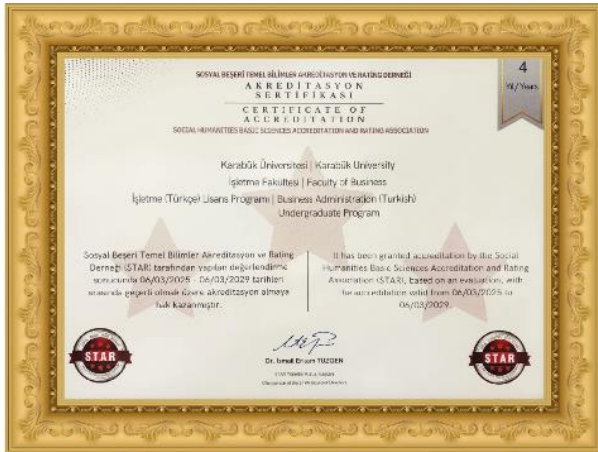 SOSYAL BEŞERİ TEMEL BİLİMLER AKREDİTASYON VE RATING DERNEĞİ
AKREDİTASYON
SERTİFİKASI
CERTIFICATE OF
ACCREDITATION
SOCIAL HUMANITIES BASIC SCIENCES ACCREDITATION AND RATING ASSOCIATION
4
Yıl/Years
Karabük Üniversitesi | Karabük University
İşletme Fakültesi | Faculty of Business
İşletme (Türkçe) Lisans Programı | Business Administration (Turkish)
Undergraduate Program
Sosyal Beşeri Temel Bilimler Akreditasyon ve Rating
Derneği (STAR) tarafından yapılan değerlendirme
sonucunda 06/03/2025 - 06/03/2029 tarihleri
arasında geçerli olmak üzere akreditasyon almaya
hak kazanmıştır.
It has been granted accreditation by the Social
Humanities Basic Sciences Accreditation and Rating
Association (STAR), based on an evaluation, with
the accreditation valid from 06/03/2025 to
06/03/2029.
STAR
STAR
Dr. İsmail